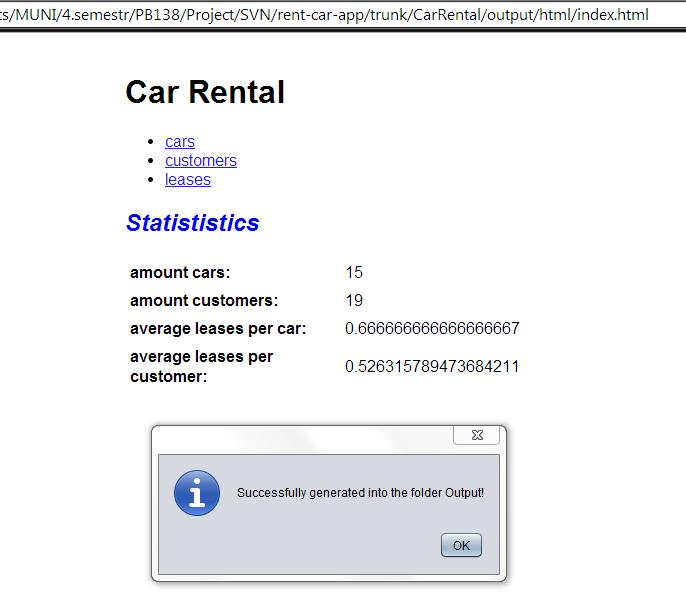 ts/MUNI/4.semestr/PB138/Project/SVN/rent-car-app/trunk/CarRental/output/html/index.html
Car Rental
cars
customers
leases
Statististics
amount cars: 15
amount customers: 19
average leases per car: 0.666666666666666667
average leases per
customer: 0.526315789473684211
Successfully generated into the folder Output!
OK